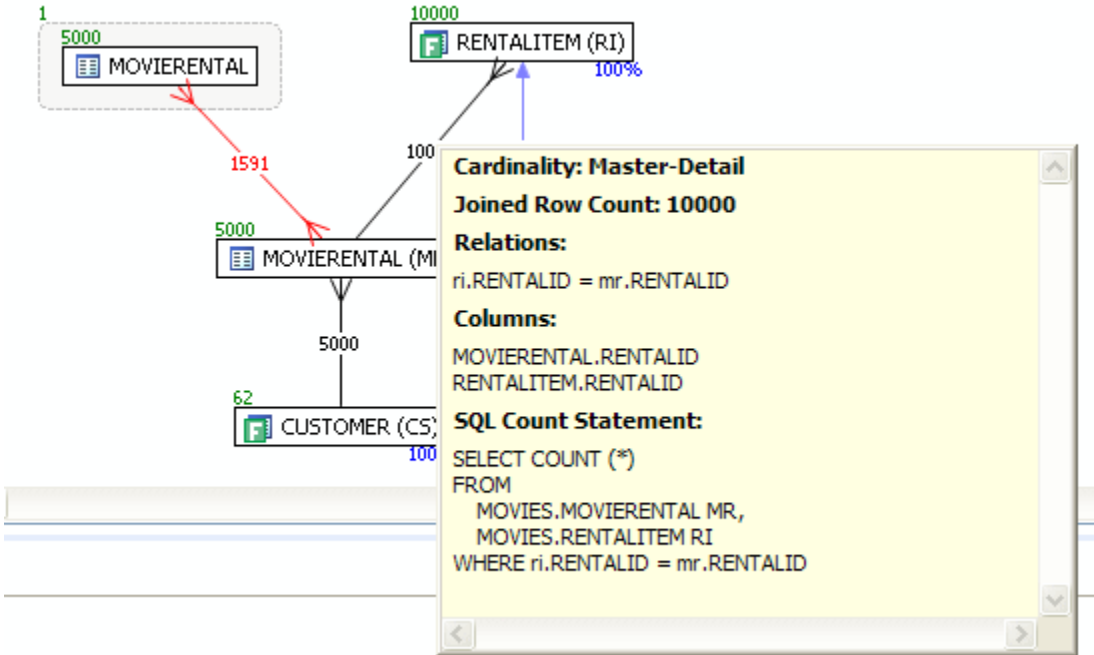 1
5000
MOVIERENTAL
10000
RENTALITEM (RI)
100%
1591
100
5000
MOVIERENTAL (M
5000
62
CUSTOMER (CS)
100
Cardinality: Master-Detail
Joined Row Count: 10000
Relations:
ri.RENTALID = mr.RENTALID
Columns:
MOVIERENTAL.RENTALID
RENTALITEM.RENTALID
SQL Count Statement:
SELECT COUNT (*)
FROM
MOVIES.MOVIERENTAL MR,
MOVIES.RENTALITEM RI
WHERE ri.RENTALID = mr.RENTALID